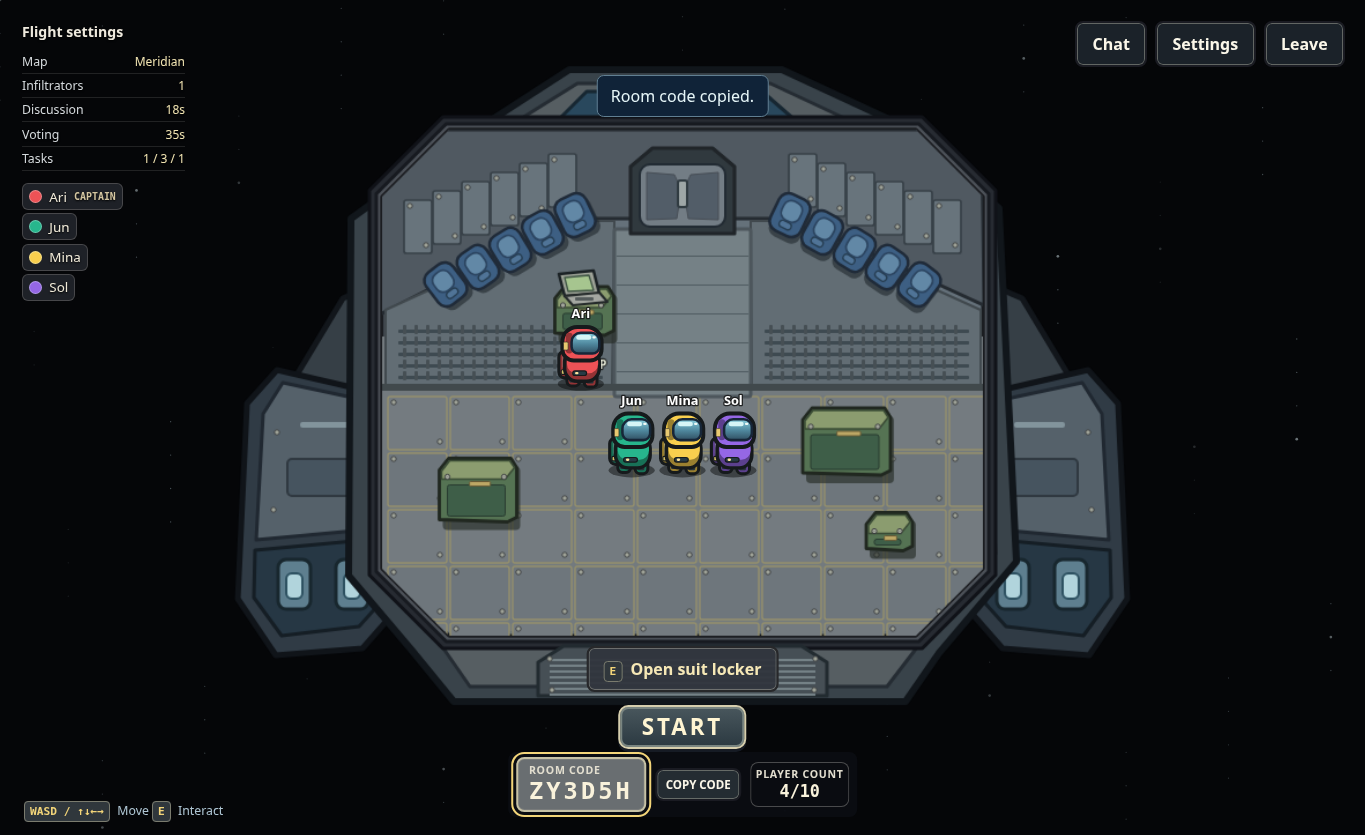 Flight settings
Map Meridian
Infiltrators 1
Discussion 18s
Voting 35s
Tasks 1 / 3 / 1
Ari CAPTAIN
Jun
Mina
Sol
Chat Settings Leave
Room code copied.
Ari
Jun Mina Sol
E Open suit locker
START
ROOM CODE
ZY3D5H
COPY CODE
PLAYER COUNT
4/10
WASD / ↑↓←→ Move E Interact